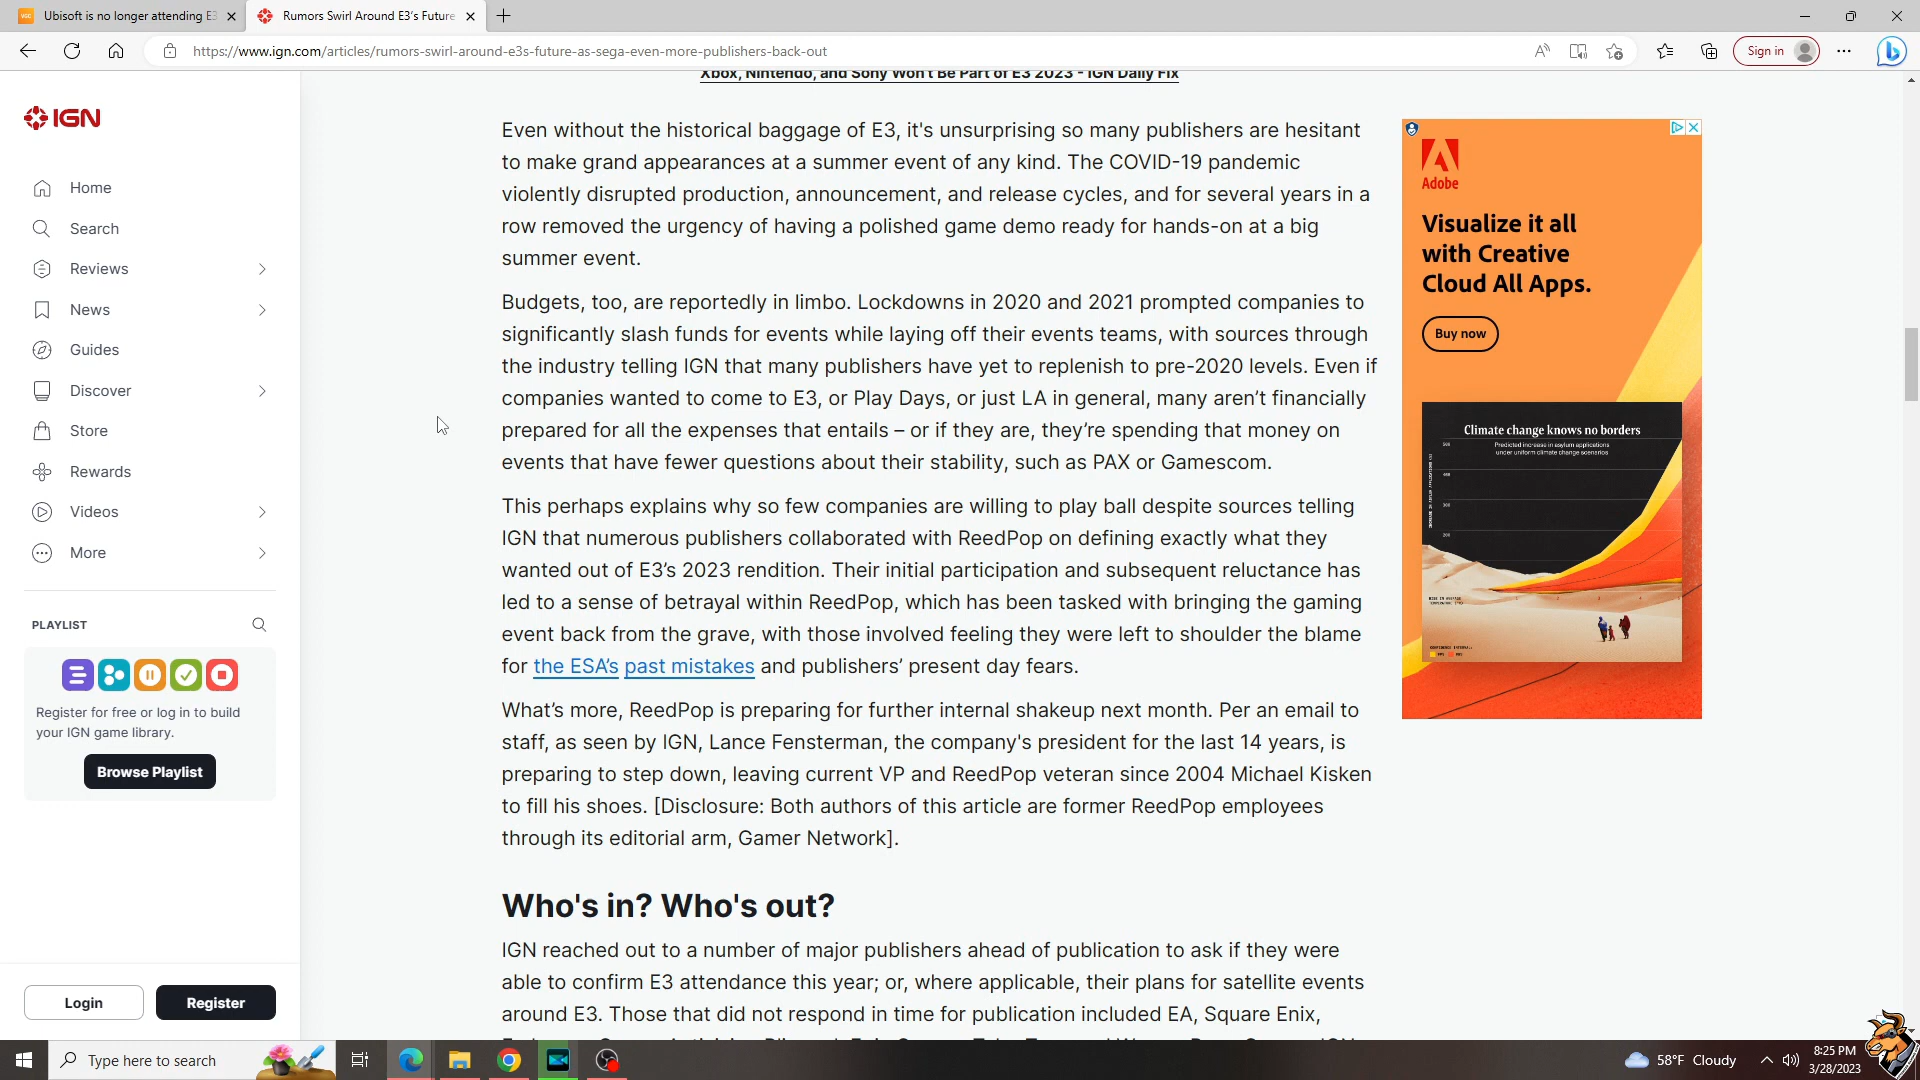 VGC
Ubisoft is no longer attending E3
Rumors Swirl Around E3's Future
https://www.ign.com/articles/rumors-swirl-around-e3s-future-as-sega-even-more-publishers-back-out
Sign in
IGN
Home
Search
Reviews
News
Guides
Discover
Store
Rewards
Videos
More
PLAYLIST
Register for free or log in to build
your IGN game library.
Browse Playlist
Login
Register
Xbox, Nintendo, and Sony Won't Be Part of E3 2023 - IGN Daily Fix
Even without the historical baggage of E3, it's unsurprising so many publishers are hesitant
to make grand appearances at a summer event of any kind. The COVID-19 pandemic
violently disrupted production, announcement, and release cycles, and for several years in a
row removed the urgency of having a polished game demo ready for hands-on at a big
summer event.
Budgets, too, are reportedly in limbo. Lockdowns in 2020 and 2021 prompted companies to
significantly slash funds for events while laying off their events teams, with sources through
the industry telling IGN that many publishers have yet to replenish to pre-2020 levels. Even if
companies wanted to come to E3, or Play Days, or just LA in general, many aren't financially
prepared for all the expenses that entails – or if they are, they're spending that money on
events that have fewer questions about their stability, such as PAX or Gamescom.
This perhaps explains why so few companies are willing to play ball despite sources telling
IGN that numerous publishers collaborated with ReedPop on defining exactly what they
wanted out of E3's 2023 rendition. Their initial participation and subsequent reluctance has
led to a sense of betrayal within ReedPop, which has been tasked with bringing the gaming
event back from the grave, with those involved feeling they were left to shoulder the blame
for the ESA's past mistakes and publishers' present day fears.
What's more, ReedPop is preparing for further internal shakeup next month. Per an email to
staff, as seen by IGN, Lance Fensterman, the company's president for the last 14 years, is
preparing to step down, leaving current VP and ReedPop veteran since 2004 Michael Kisken
to fill his shoes. [Disclosure: Both authors of this article are former ReedPop employees
through its editorial arm, Gamer Network].
Who's in? Who's out?
IGN reached out to a number of major publishers ahead of publication to ask if they were
able to confirm E3 attendance this year; or, where applicable, their plans for satellite events
around E3. Those that did not respond in time for publication included EA, Square Enix,
Adobe
Visualize it all
with Creative
Cloud All Apps.
Buy now
Climate change knows no borders
Predicted increase in asylum applications
under uniform climate change scenarios
Type here to search
58°F Cloudy
8:25 PM
3/28/2023